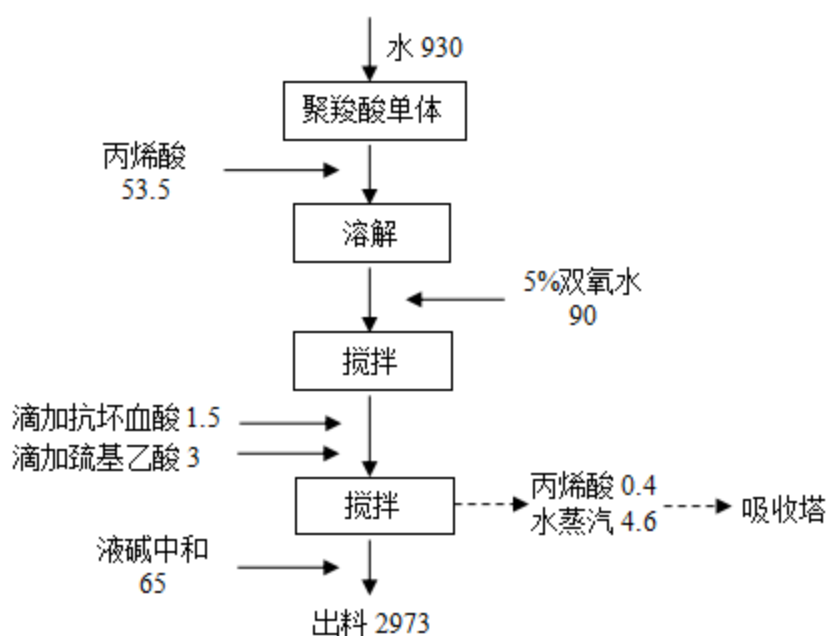 水 930
聚羧酸单体
丙烯酸
53.5
溶解
5%双氧水
90
搅拌
滴加抗坏血酸 1.5
滴加巯基乙酸 3
搅拌
丙烯酸 0.4
水蒸汽 4.6
吸收塔
液碱中和
65
出料 2973